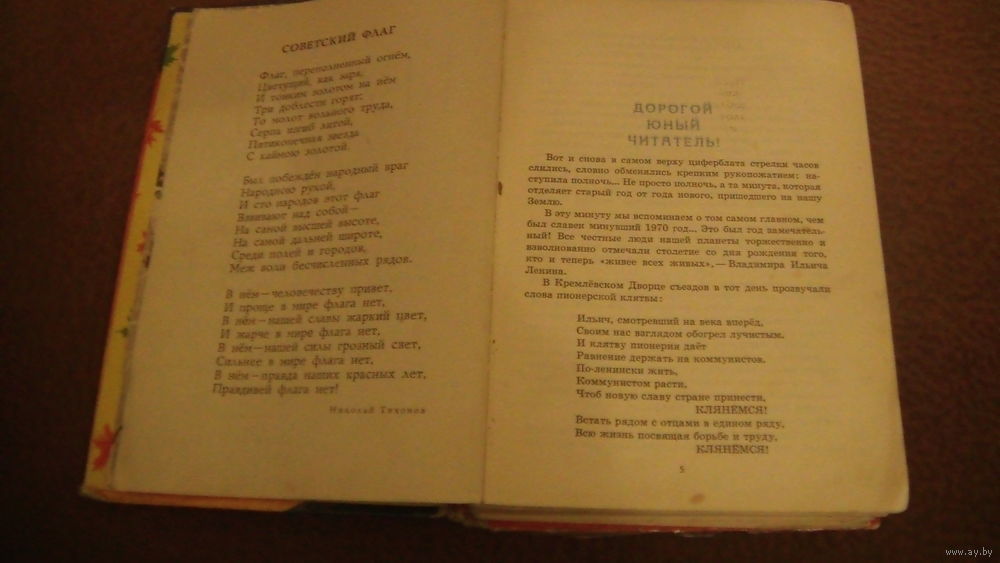 СОВЕТСКИЙ ФЛАГ
Флаг, переполненный огнём,
Цветущий, как заря,
И тонким золотом на нём
Три доблести горят:
То молот вольного труда,
Серпа изгиб литой,
Пятиконечная звезда
С каймою золотой.
Был побеждён народный враг
Народною рукой,
И сто народов этот флаг
Взвивают над собой—
На самой высшей высоте,
На самой дальней широте,
Среди полей и городов,
Меж волн бесчисленных рядов.
В нём—человечеству привет,
И проще в мире флага нет,
В нём—нашей славы жаркий цвет,
И жарче в мире флага нет,
В нём—нашей силы грозный свет,
Сильнее в мире флага нет,
В нём—правда наших красных лет,
Правдивей флага нет!
Николай Тихонов
ДОРОГОЙ
ЮНЫЙ
ЧИТАТЕЛЬ!
Вот и снова в самом верху циферблата стрелки часов
слились, словно обменялись крепким рукопожатием: на-
ступила полночь... Не просто полночь, а та минута, которая
отделяет старый год от года нового, пришедшего на нашу
Землю.
В эту минуту мы вспоминаем о том самом главном, чем
был славен минувший 1970 год... Это был год замечатель-
ный! Все честные люди нашей планеты торжественно и
взволнованно отмечали столетие со дня рождения того,
кто и теперь «живее всех живых»,—Владимира Ильича
Ленина.
В Кремлёвском Дворце съездов в тот день прозвучали
слова пионерской клятвы:
Ильич, смотревший на века вперёд,
Своим нас взглядом обогрел лучистым.
И клятву пионерия даёт
Равнение держать на коммунистов.
По-ленински жить,
Коммунистом расти,
Чтоб новую славу стране принести,
КЛЯНЁМСЯ!
Встать рядом с отцами в едином ряду,
Всю жизнь посвящая борьбе и труду,
КЛЯНЁМСЯ!
5
www.ay.by